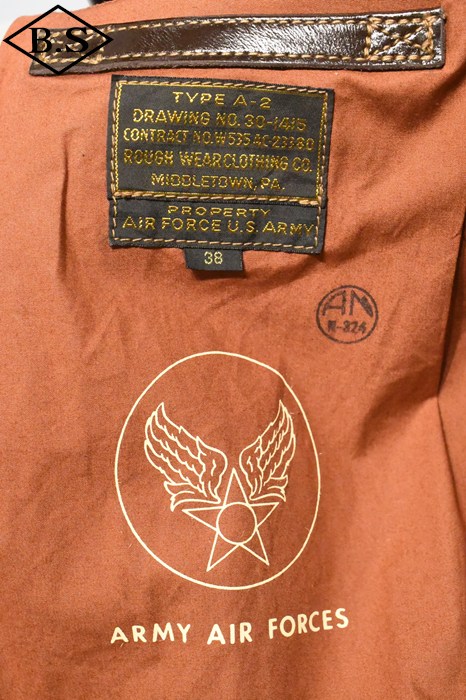 B.S
TYPE A-2
DRAWING NO. 30-1415
CONTRACT NO. W535 AC-23380
ROUGH WEAR CLOTHING CO.
MIDDLETOWN, PA.
PROPERTY
AIR FORCE U.S. ARMY
38
AN
N-324
ARMY AIR FORCES